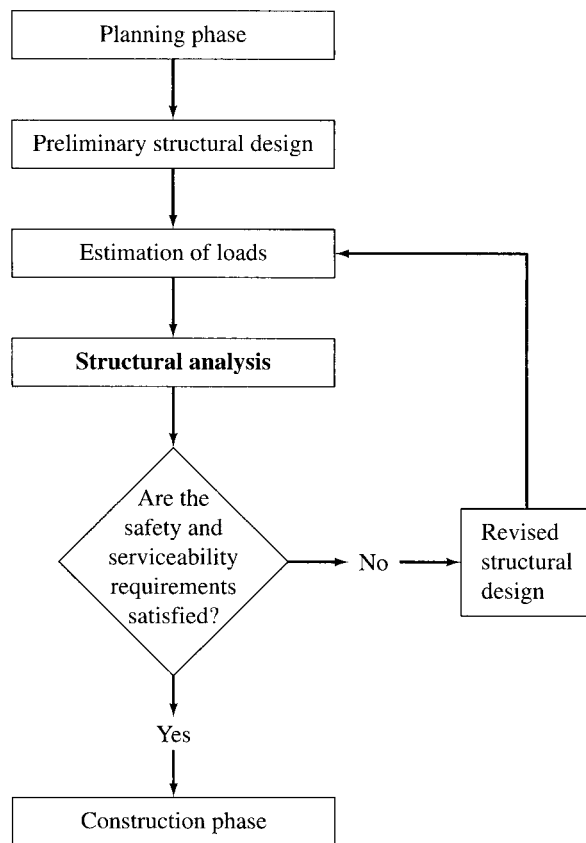 Planning phase
Preliminary structural design
Estimation of loads
Structural analysis
Are the
safety and
serviceability
requirements
satisfied?
No
Revised
structural
design
Yes
Construction phase